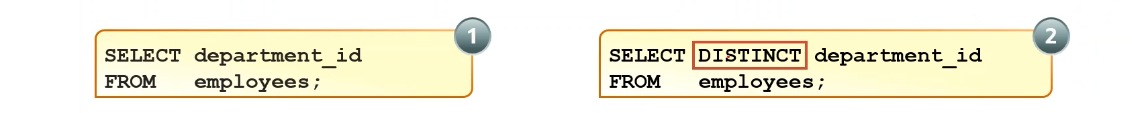 1
SELECT department_id
FROM   employees;
2
SELECT DISTINCT department_id
FROM   employees;